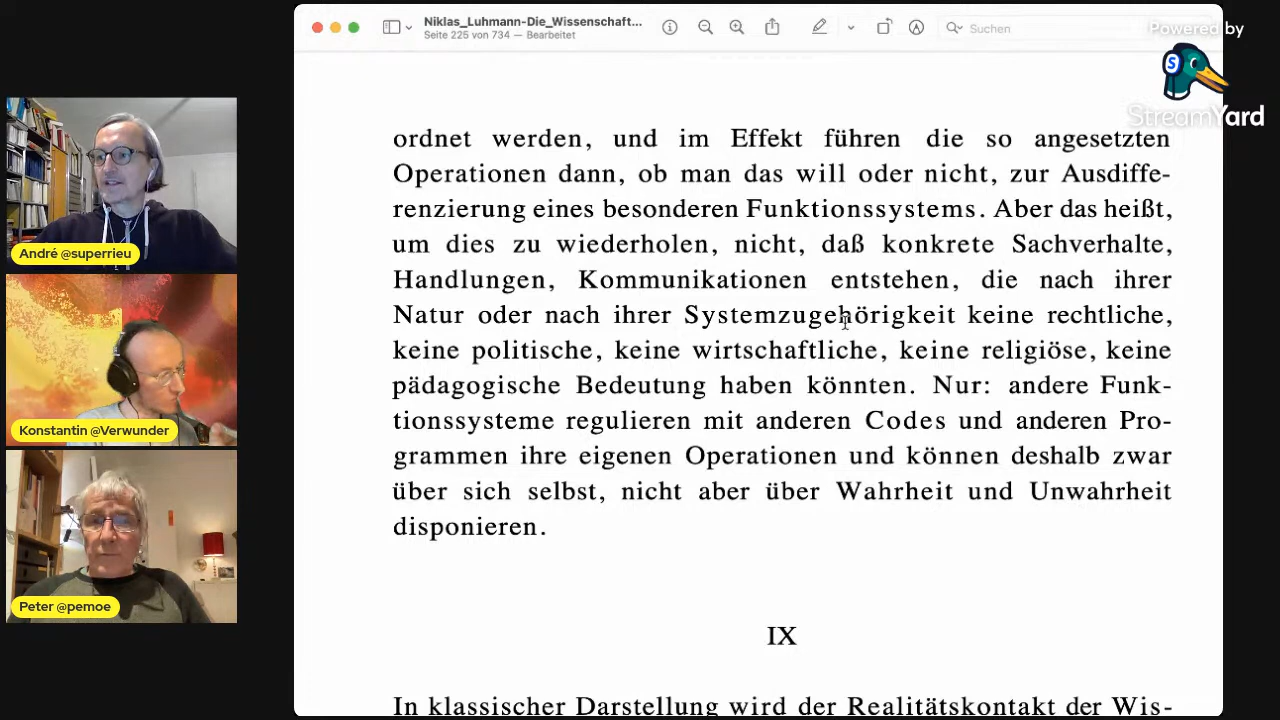 Niklas_Luhmann-Die_Wissenschaft...
Seite 225 von 734 — Bearbeitet
Suchen
Powered by
StreamYard
ordnet werden, und im Effekt führen die so angesetzten
Operationen dann, ob man das will oder nicht, zur Ausdiffe-
renzierung eines besonderen Funktionssystems. Aber das heißt,
um dies zu wiederholen, nicht, daß konkrete Sachverhalte,
Handlungen, Kommunikationen entstehen, die nach ihrer
Natur oder nach ihrer Systemzugehörigkeit keine rechtliche,
keine politische, keine wirtschaftliche, keine religiöse, keine
pädagogische Bedeutung haben könnten. Nur: andere Funk-
tionssysteme regulieren mit anderen Codes und anderen Pro-
grammen ihre eigenen Operationen und können deshalb zwar
über sich selbst, nicht aber über Wahrheit und Unwahrheit
disponieren.
IX
In klassischer Darstellung wird der Realitätskontakt der Wis-
André @superrieu
Konstantin @Verwunder
Peter @pemoe